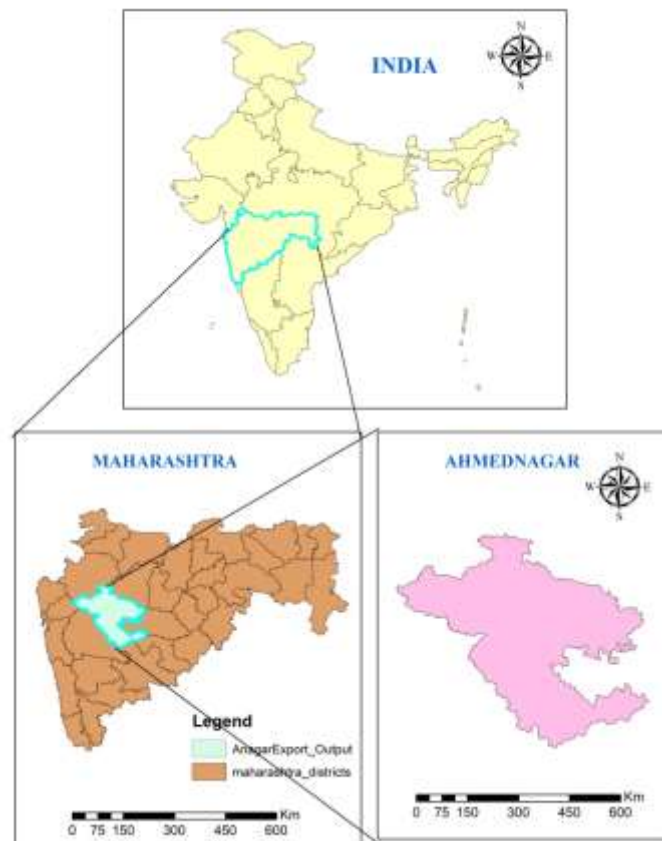 INDIA
N
W E
S
MAHARASHTRA
Legend
AnagarExport_Output
maharashtra_districts
Km
0 75 150 300 450 600
AHMEDNAGAR
N
W E
S
Km
0 75 150 300 450 600